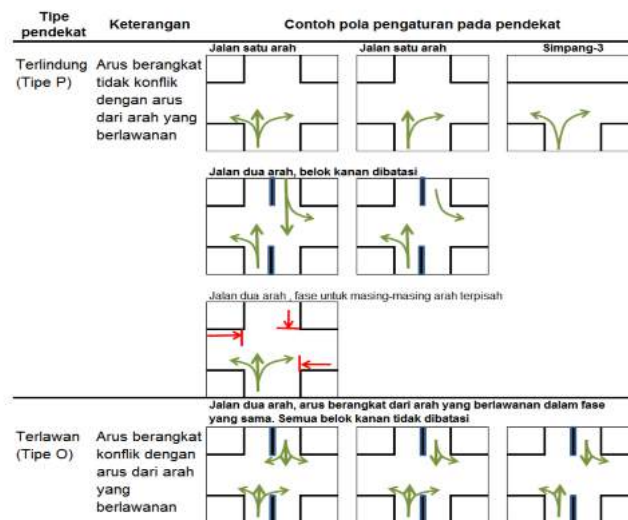 Tipe pendekat Keterangan Contoh pola pengaturan pada pendekat
Jalan satu arah Jalan satu arah Simpang-3
Terlindung (Tipe P)
Arus berangkat
tidak konflik
dengan arus
dari arah yang
berlawanan
Jalan dua arah, belok kanan dibatasi
Jalan dua arah , fase untuk masing-masing arah terpisah
Jalan dua arah, arus berangkat dari arah yang berlawanan dalam fase
yang sama. Semua belok kanan tidak dibatasi
Terlawan
(Tipe O)
Arus berangkat
konflik dengan
arus dari arah
yang
berlawanan